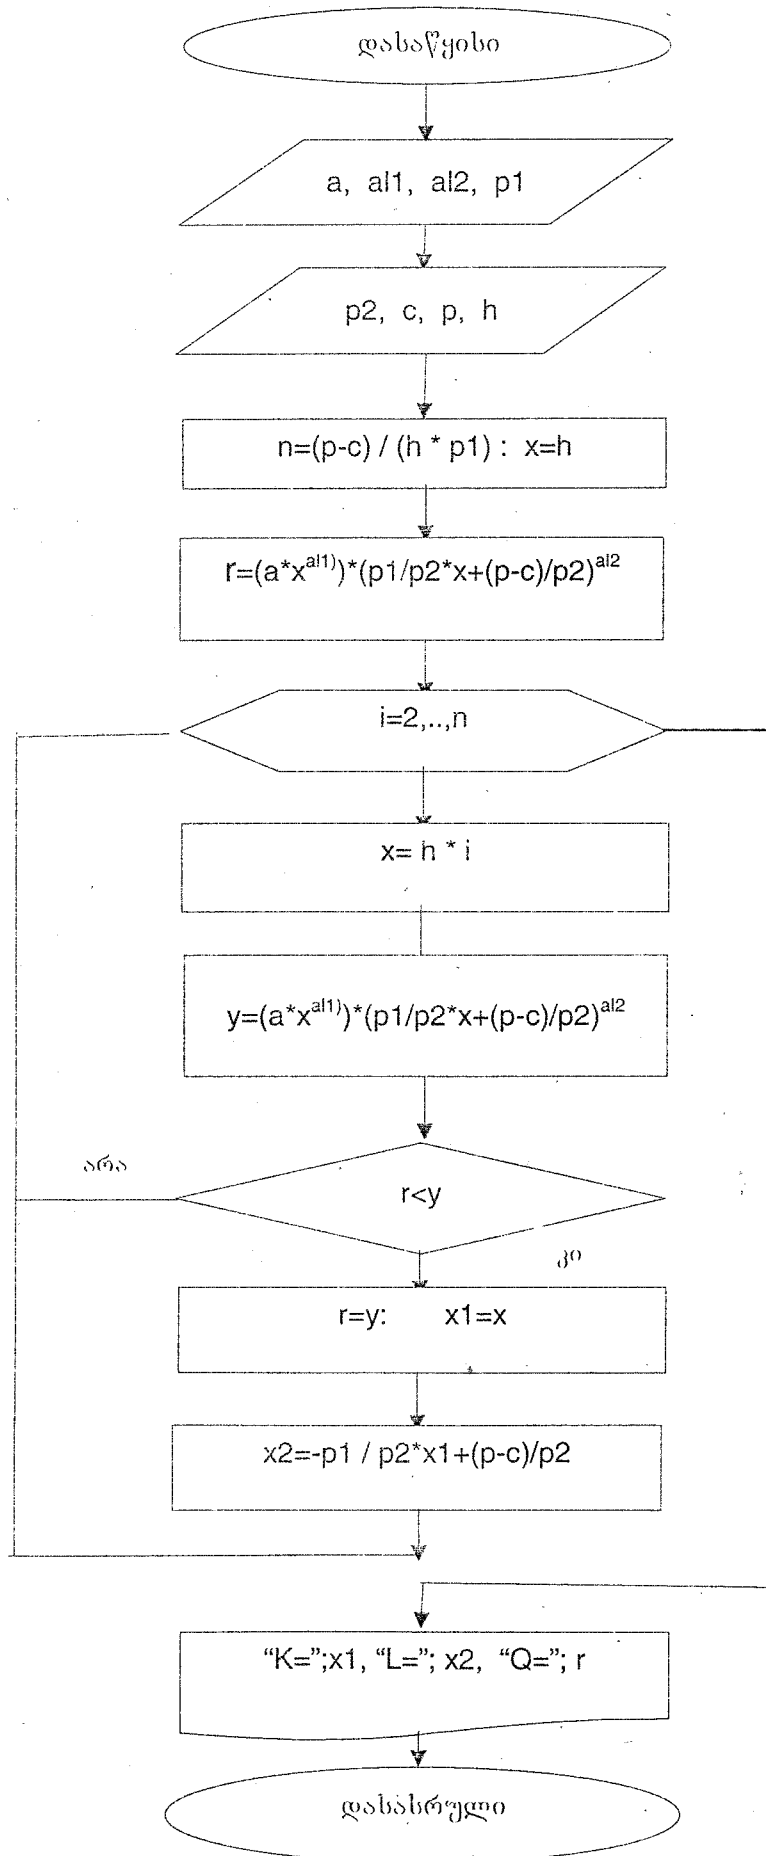 დასაწყისი
a, al1, al2, p1
p2, c, p, h
n=(p-c) / (h * p1) : x=h
r=(a*x^al1))*(p1/p2*x+(p-c)/p2)^al2
i=2,..,n
x= h * i
y=(a*x^al1))*(p1/p2*x+(p-c)/p2)^al2
არა
r<y
კი
r=y: x1=x
x2=-p1 / p2*x1+(p-c)/p2
“K=”;x1, “L=”; x2, “Q=”; r
დასასრული